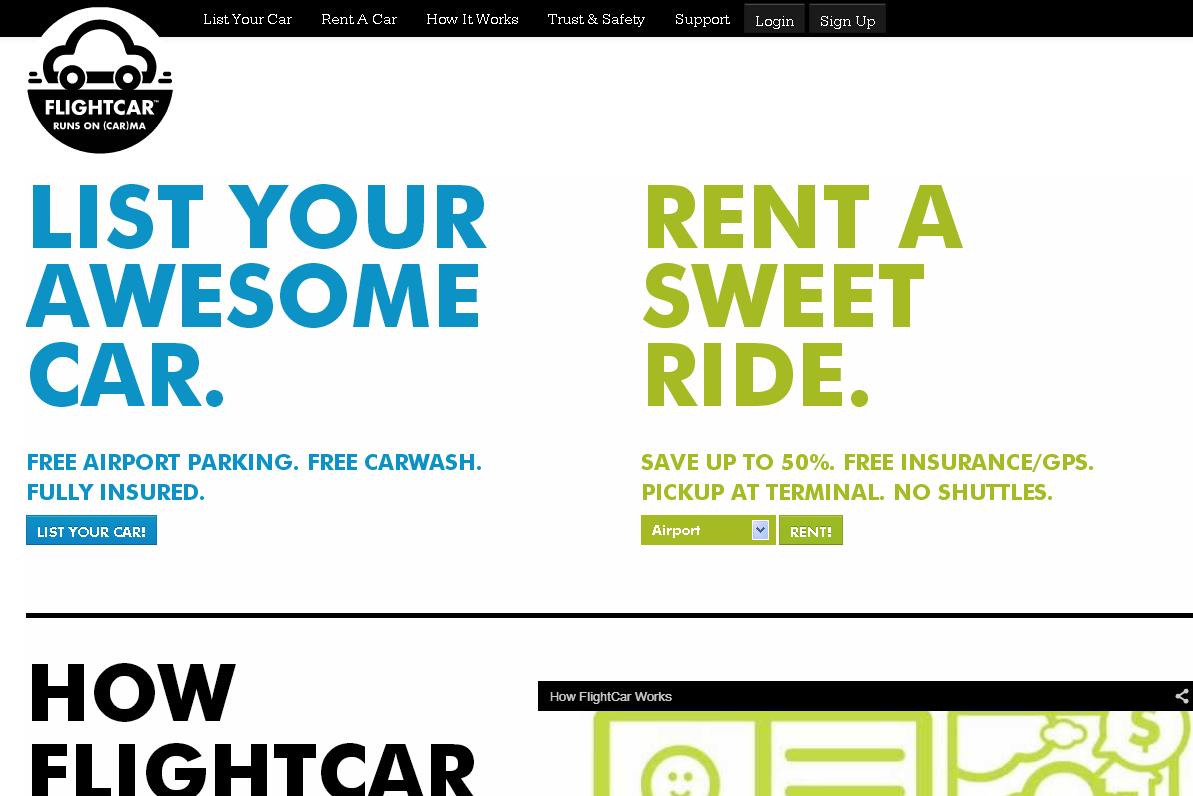 List Your Car Rent A Car How It Works Trust & Safety Support Login Sign Up
FLIGHTCAR™
RUNS ON (CAR)MA
LIST YOUR
AWESOME
CAR.
FREE AIRPORT PARKING. FREE CARWASH.
FULLY INSURED.
LIST YOUR CAR!
RENT A
SWEET
RIDE.
SAVE UP TO 50%. FREE INSURANCE/GPS.
PICKUP AT TERMINAL. NO SHUTTLES.
Airport RENT!
HOW
FLIGHTCAR
How FlightCar Works
$